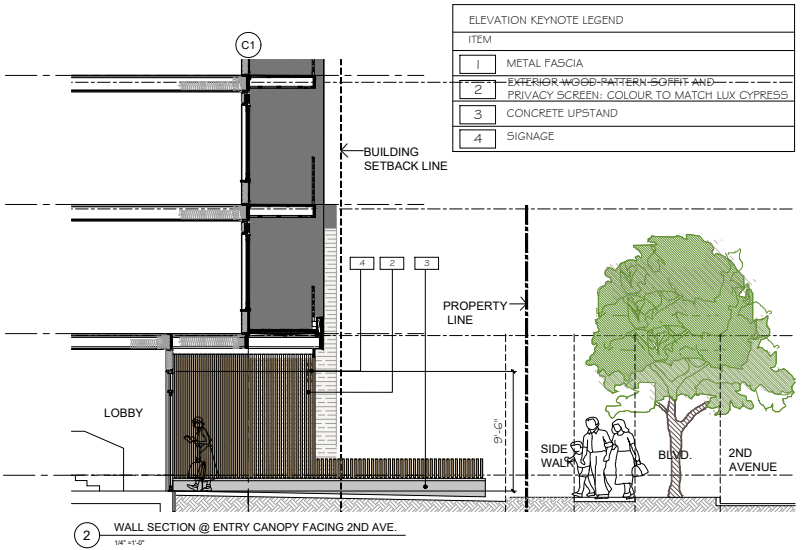 C1
ELEVATION KEYNOTE LEGEND
ITEM
1 METAL FASCIA
2 EXTERIOR WOOD PATTERN SOFFIT AND
PRIVACY SCREEN: COLOUR TO MATCH LUX CYPRESS
3 CONCRETE UPSTAND
4 SIGNAGE
BUILDING
SETBACK LINE
4 2 3
PROPERTY
LINE
LOBBY
9'-6"
SIDE
WALK
BLVD.
2ND
AVENUE
2 WALL SECTION @ ENTRY CANOPY FACING 2ND AVE.
1/4" =1'-0"